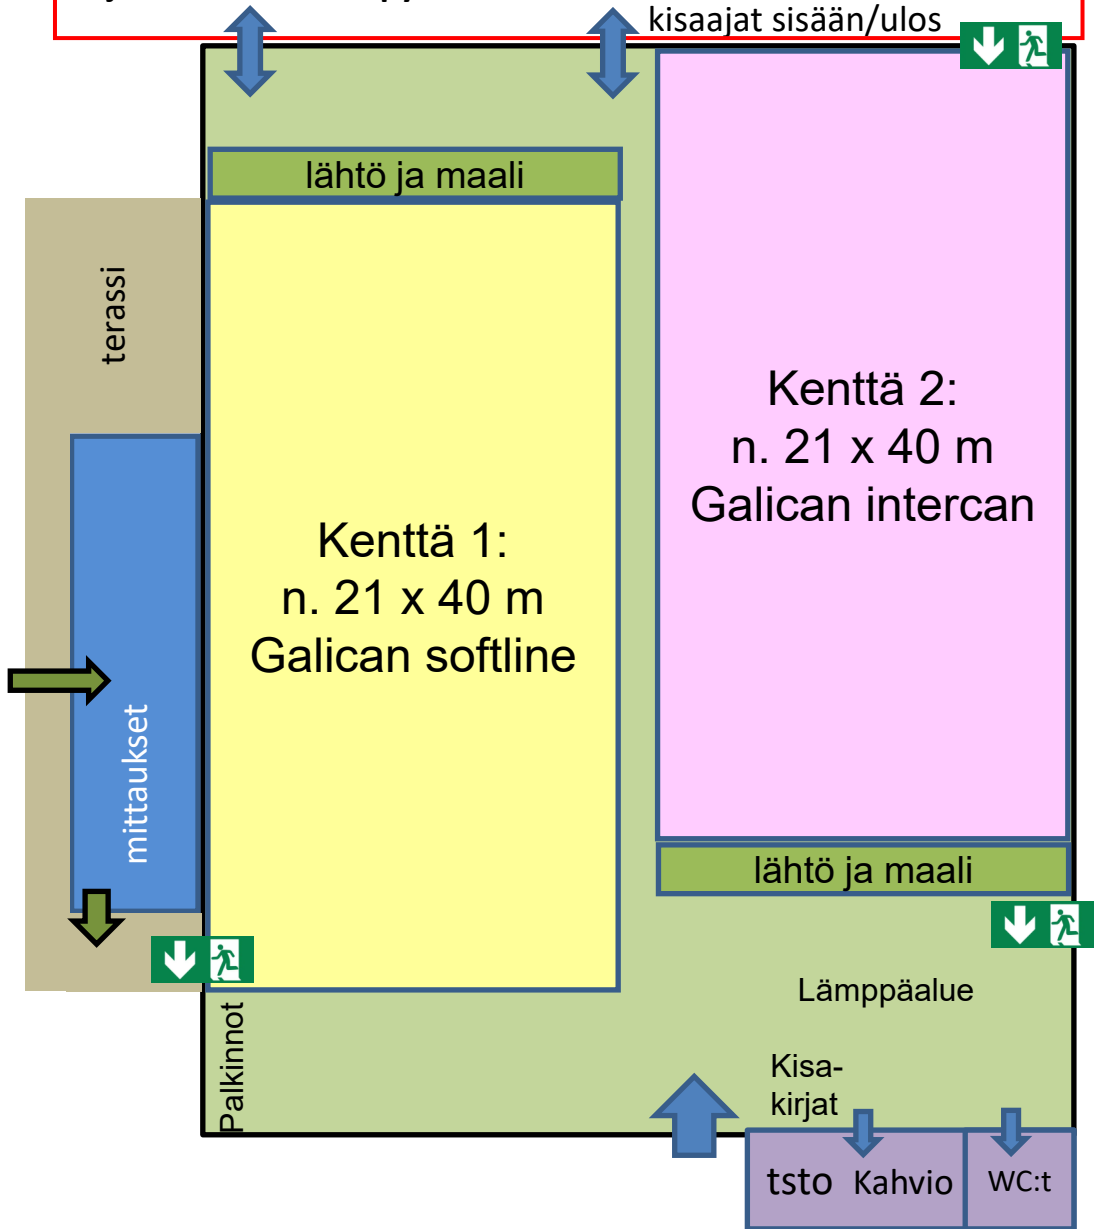 kisaajat sisään/ulos
lähtö ja maali
terassi
Kenttä 2:
n. 21 x 40 m
Galican intercan
Kenttä 1:
n. 21 x 40 m
Galican softline
mittaukset
lähtö ja maali
Lämppäalue
Palkinnot
Kisa-
kirjat
tsto Kahvio
WC:t